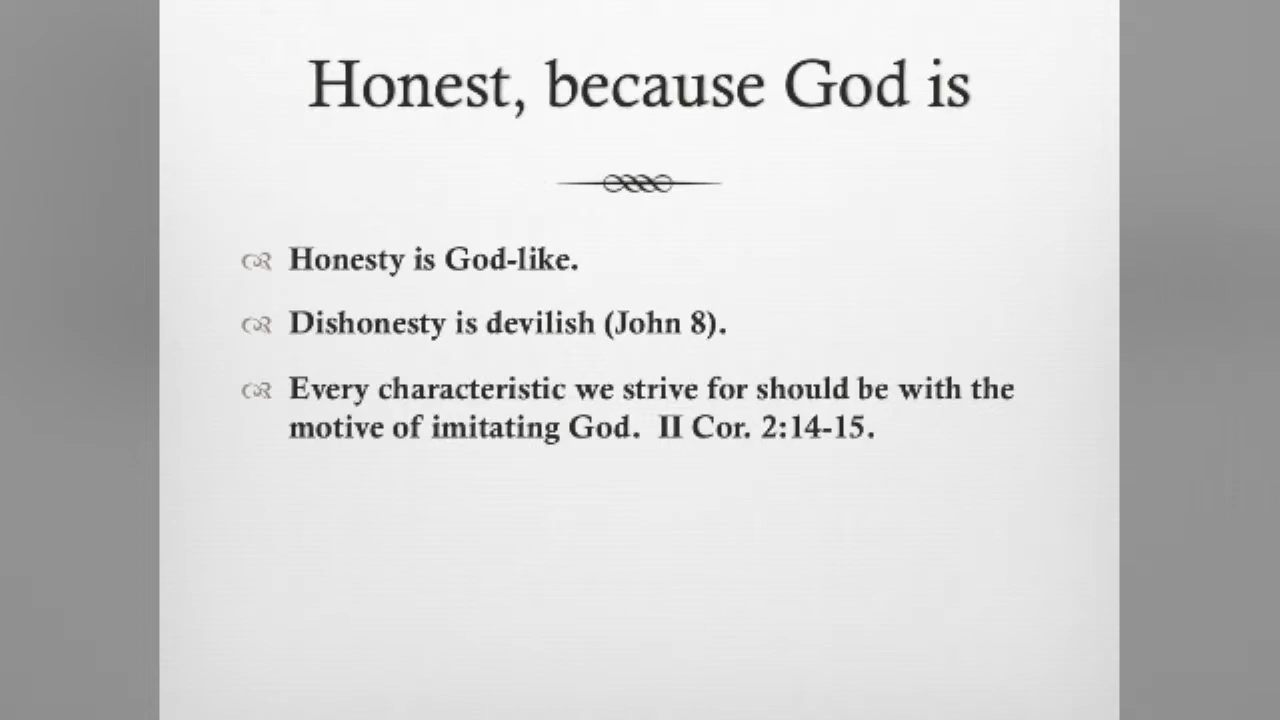 Honest, because God is
Honesty is God-like.
Dishonesty is devilish (John 8).
Every characteristic we strive for should be with the
motive of imitating God.  II Cor. 2:14-15.